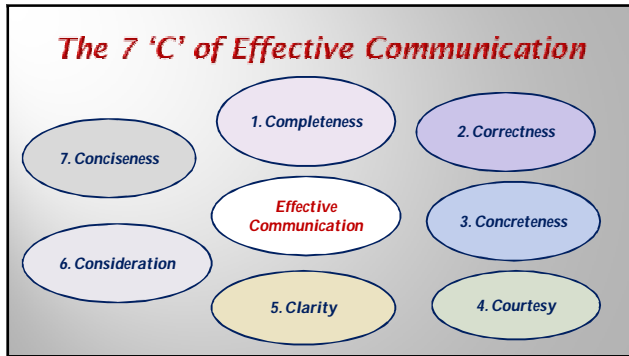 The 7 ‘C’ of Effective Communication
1. Completeness
2. Correctness
3. Concreteness
4. Courtesy
5. Clarity
6. Consideration
7. Conciseness
Effective
Communication